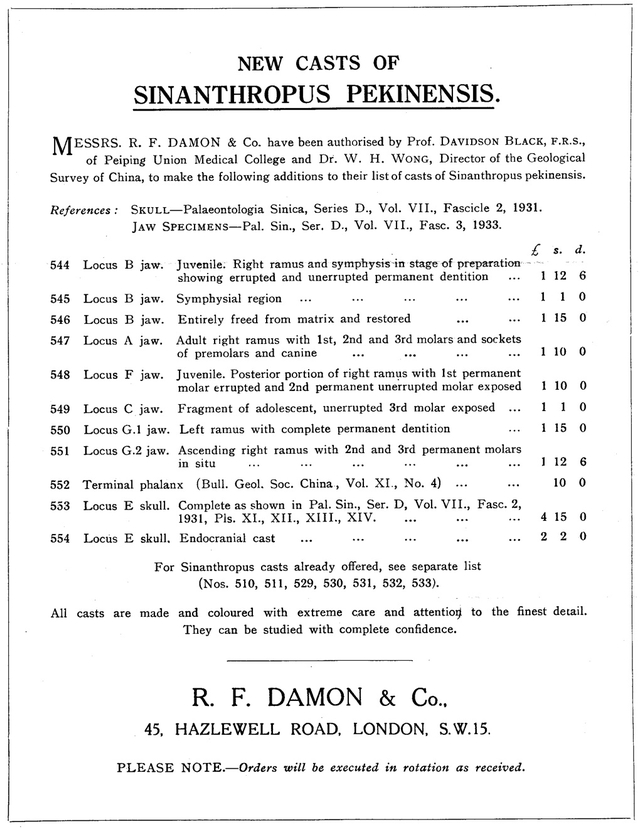 NEW CASTS OF
SINANTHROPUS PEKINENSIS.
MESSRS. R. F. DAMON & Co. have been authorised by Prof. DAVIDSON BLACK, F.R.S.,
of Peiping Union Medical College and Dr. W. H. WONG, Director of the Geological
Survey of China, to make the following additions to their list of casts of Sinanthropus pekinensis.
References: SKULL—Palaeontologia Sinica, Series D., Vol. VII., Fascicle 2, 1931.
JAW SPECIMENS—Pal. Sin., Ser. D., Vol. VII., Fasc. 3, 1933.
£ s. d.
544 Locus B jaw. Juvenile. Right ramus and symphysis in stage of preparation
showing errupted and unerrupted permanent dentition ... 1 12 6
545 Locus B jaw. Symphysial region ... ... ... ... ... 1 1 0
546 Locus B jaw. Entirely freed from matrix and restored ... ... 1 15 0
547 Locus A jaw. Adult right ramus with 1st, 2nd and 3rd molars and sockets
of premolars and canine ... ... ... ... 1 10 0
548 Locus F jaw. Juvenile. Posterior portion of right ramus with 1st permanent
molar errupted and 2nd permanent unerrupted molar exposed 1 10 0
549 Locus C jaw. Fragment of adolescent, unerrupted 3rd molar exposed ... 1 1 0
550 Locus G.1 jaw. Left ramus with complete permanent dentition ... 1 15 0
551 Locus G.2 jaw. Ascending right ramus with 2nd and 3rd permanent molars
in situ ... ... ... ... ... ... 1 12 6
552 Terminal phalanx (Bull. Geol. Soc. China, Vol. XI., No. 4) ... ... 10 0
553 Locus E skull. Complete as shown in Pal. Sin., Ser. D, Vol. VII., Fasc. 2,
1931, Pls. XI., XII., XIII., XIV. ... ... ... 4 15 0
554 Locus E skull. Endocranial cast ... ... ... ... ... 2 2 0
For Sinanthropus casts already offered, see separate list
(Nos. 510, 511, 529, 530, 531, 532, 533).
All casts are made and coloured with extreme care and attention to the finest detail.
They can be studied with complete confidence.
R. F. DAMON & Co.,
45, HAZLEWELL ROAD, LONDON, S.W.15.
PLEASE NOTE.—Orders will be executed in rotation as received.